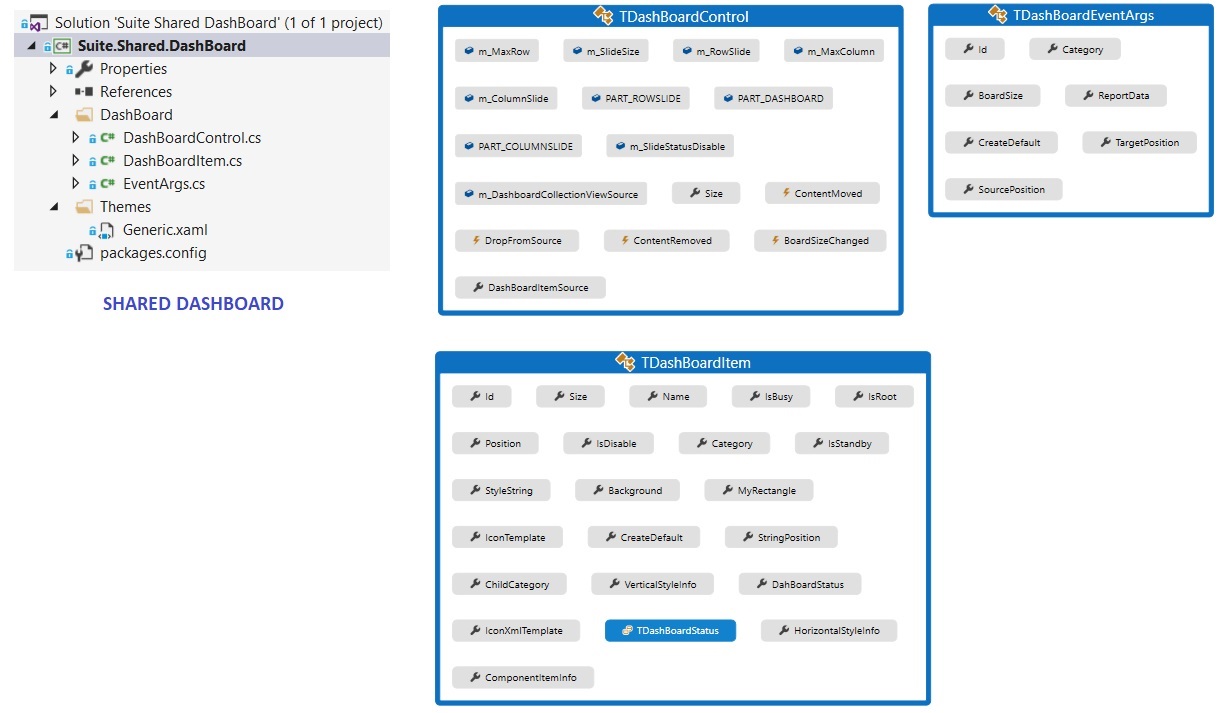 Solution 'Suite Shared DashBoard' (1 of 1 project)
C# Suite.Shared.DashBoard
Properties
References
DashBoard
C# DashBoardControl.cs
C# DashBoardItem.cs
C# EventArgs.cs
Themes
Generic.xaml
packages.config
SHARED DASHBOARD
TDashBoardControl
m_MaxRow m_SlideSize m_RowSlide m_MaxColumn
m_ColumnSlide PART_ROWSLIDE PART_DASHBOARD
PART_COLUMNSLIDE m_SlideStatusDisable
m_DashboardCollectionViewSource Size ContentMoved
DropFromSource ContentRemoved BoardSizeChanged
DashBoardItemSource
TDashBoardEventArgs
Id Category
BoardSize ReportData
CreateDefault TargetPosition
SourcePosition
TDashBoardItem
Id Size Name IsBusy IsRoot
Position IsDisable Category IsStandby
StyleString Background MyRectangle
IconTemplate CreateDefault StringPosition
ChildCategory VerticalStyleInfo DahBoardStatus
IconXmlTemplate TDashBoardStatus HorizontalStyleInfo
ComponentItemInfo